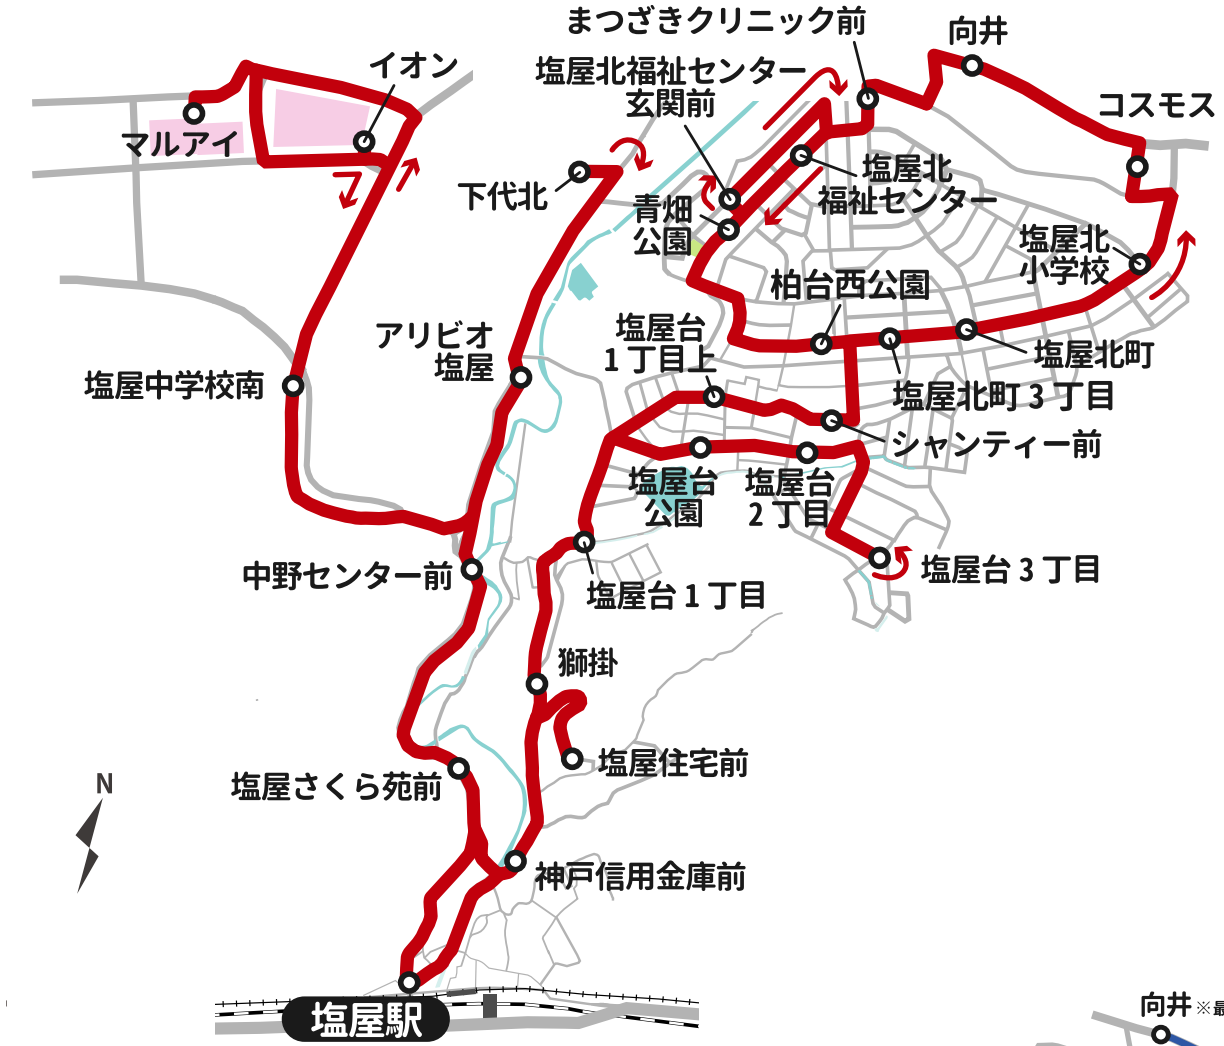 まつざきクリニック前
向井
イオン
塩屋北福祉センター
玄関前
コスモス
マルアイ
塩屋北
福祉センター
下代北
青畑
公園
塩屋北
小学校
柏台西公園
アリビオ
塩屋
塩屋台
1丁目上
塩屋北町
塩屋中学校南
塩屋北町 3 丁目
シャンティー前
塩屋台
公園
塩屋台
2 丁目
中野センター前
塩屋台 3 丁目
塩屋台 1 丁目
獅掛
塩屋住宅前
塩屋さくら苑前
N
神戸信用金庫前
塩屋駅
向井 ※最